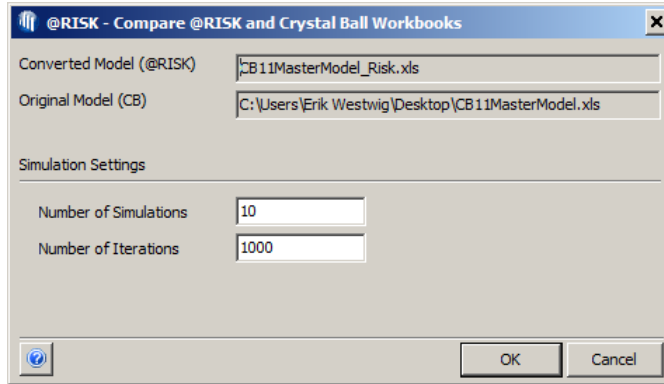 @RISK - Compare @RISK and Crystal Ball Workbooks
Converted Model (@RISK) CB11MasterModel_Risk.xls
Original Model (CB) C:\Users\Erik Westwig\Desktop\CB11MasterModel.xls
Simulation Settings
Number of Simulations 10
Number of Iterations 1000
? OK Cancel